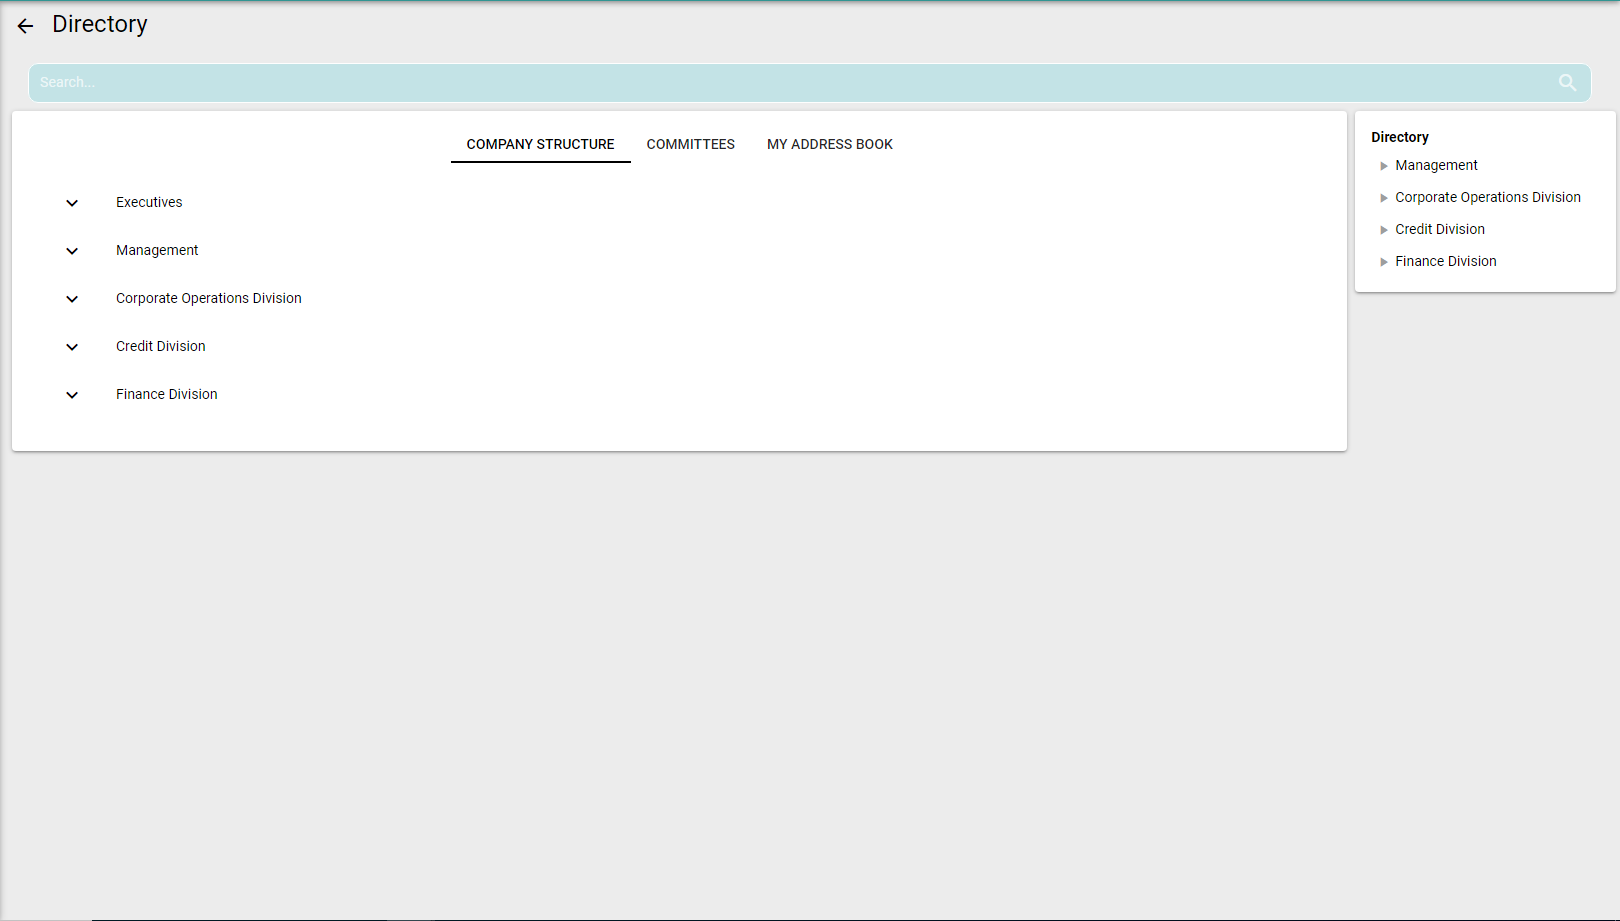 Directory
Search...
COMPANY STRUCTURE
COMMITTEES
MY ADDRESS BOOK
Executives
Management
Corporate Operations Division
Credit Division
Finance Division
Directory
Management
Corporate Operations Division
Credit Division
Finance Division